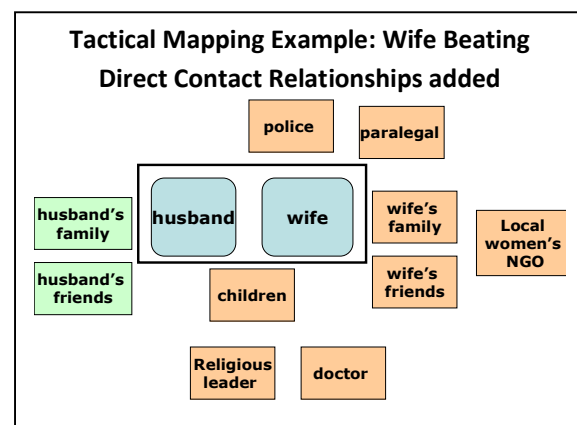 Tactical Mapping Example: Wife Beating
Direct Contact Relationships added
police
paralegal
husband
wife
husband's
family
wife's
family
Local
women's
NGO
husband's
friends
wife's
friends
children
Religious
leader
doctor